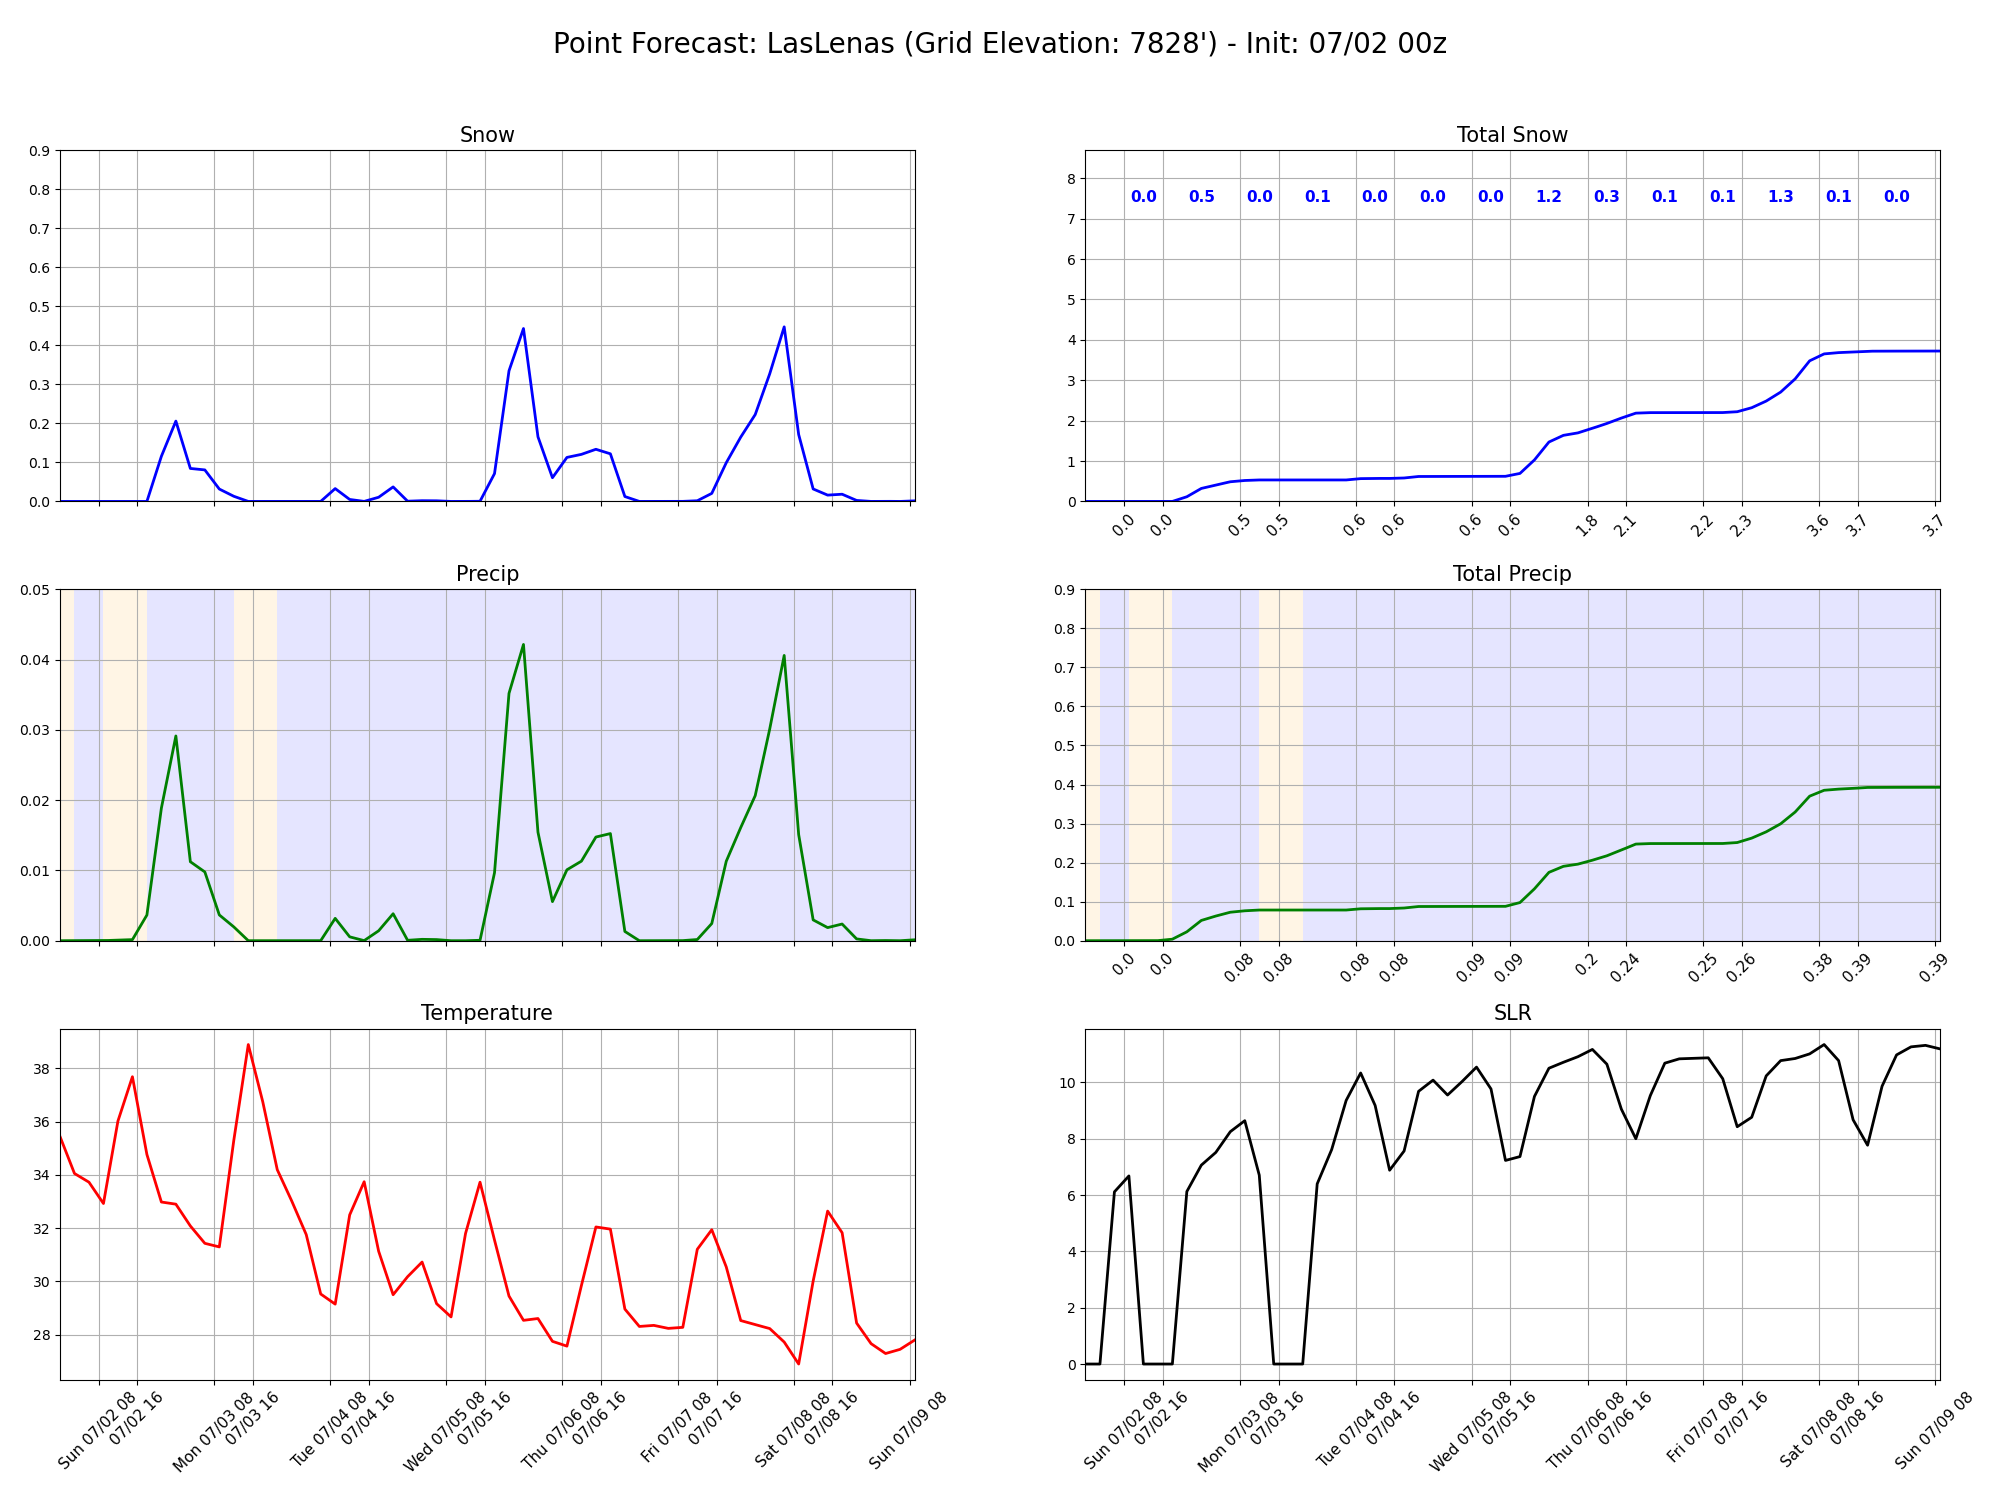 Point Forecast: LasLenas (Grid Elevation: 7828') - Init: 07/02 00z
Snow
0.9
0.8
0.7
0.6
0.5
0.4
0.3
0.2
0.1
0.0
Total Snow
8
7
6
5
4
3
2
1
0
0.0 0.5 0.0 0.1 0.0 0.0 0.0 1.2 0.3 0.1 0.1 1.3 0.1 0.0
0.0 0.0 0.5 0.5 0.6 0.6 0.6 0.6 1.8 2.1 2.2 2.3 3.6 3.7 3.7
Precip
0.05
0.04
0.03
0.02
0.01
0.00
Total Precip
0.9
0.8
0.7
0.6
0.5
0.4
0.3
0.2
0.1
0.0
0.0 0.0 0.08 0.08 0.08 0.08 0.09 0.09 0.2 0.24 0.25 0.26 0.38 0.39 0.39
Temperature
38
36
34
32
30
28
Sun 07/02 08
07/02 16
Mon 07/03 08
07/03 16
Tue 07/04 08
07/04 16
Wed 07/05 08
07/05 16
Thu 07/06 08
07/06 16
Fri 07/07 08
07/07 16
Sat 07/08 08
07/08 16
Sun 07/09 08
SLR
10
8
6
4
2
0
Sun 07/02 08
07/02 16
Mon 07/03 08
07/03 16
Tue 07/04 08
07/04 16
Wed 07/05 08
07/05 16
Thu 07/06 08
07/06 16
Fri 07/07 08
07/07 16
Sat 07/08 08
07/08 16
Sun 07/09 08